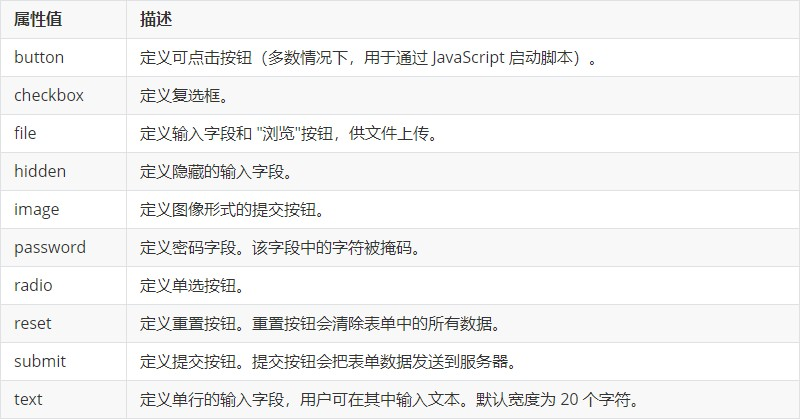 属性值 描述
button 定义可点击按钮（多数情况下，用于通过 JavaScript 启动脚本）。
checkbox 定义复选框。
file 定义输入字段和 "浏览"按钮，供文件上传。
hidden 定义隐藏的输入字段。
image 定义图像形式的提交按钮。
password 定义密码字段。该字段中的字符被掩码。
radio 定义单选按钮。
reset 定义重置按钮。重置按钮会清除表单中的所有数据。
submit 定义提交按钮。提交按钮会把表单数据发送到服务器。
text 定义单行的输入字段，用户可在其中输入文本。默认宽度为 20 个字符。